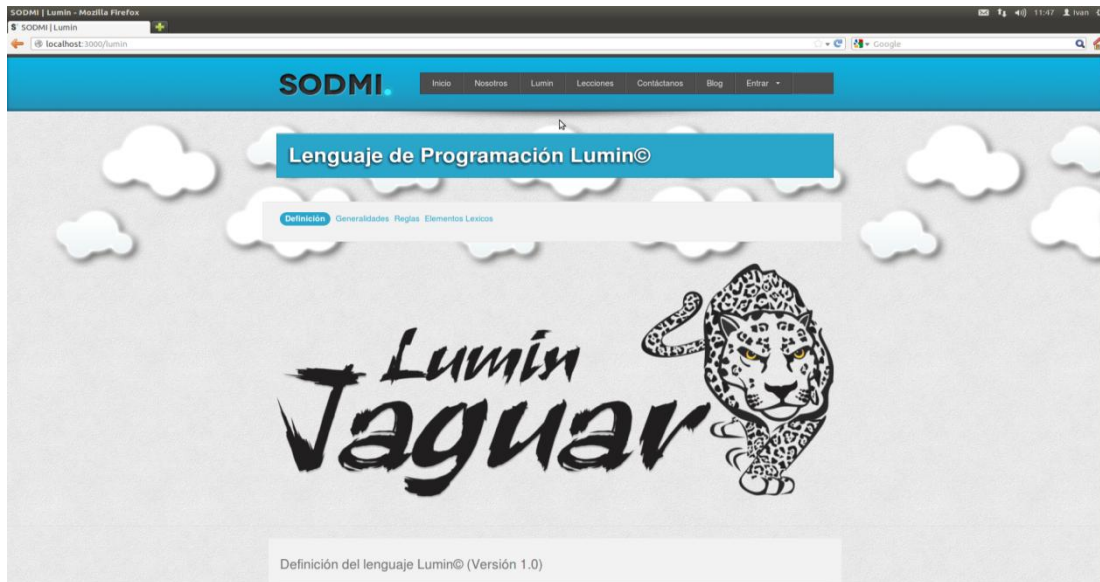 SODMI | Lumin - Mozilla Firefox
11:47 Ivan
SODMI | Lumin
localhost:3000/lumin
Google
SODMI.
Inicio Nosotros Lumin Lecciones Contáctanos Blog Entrar
Lenguaje de Programación Lumin©
Definición Generalidades Reglas Elementos Lexicos
Lumin
Jaguar
Definición del lenguaje Lumin© (Versión 1.0)